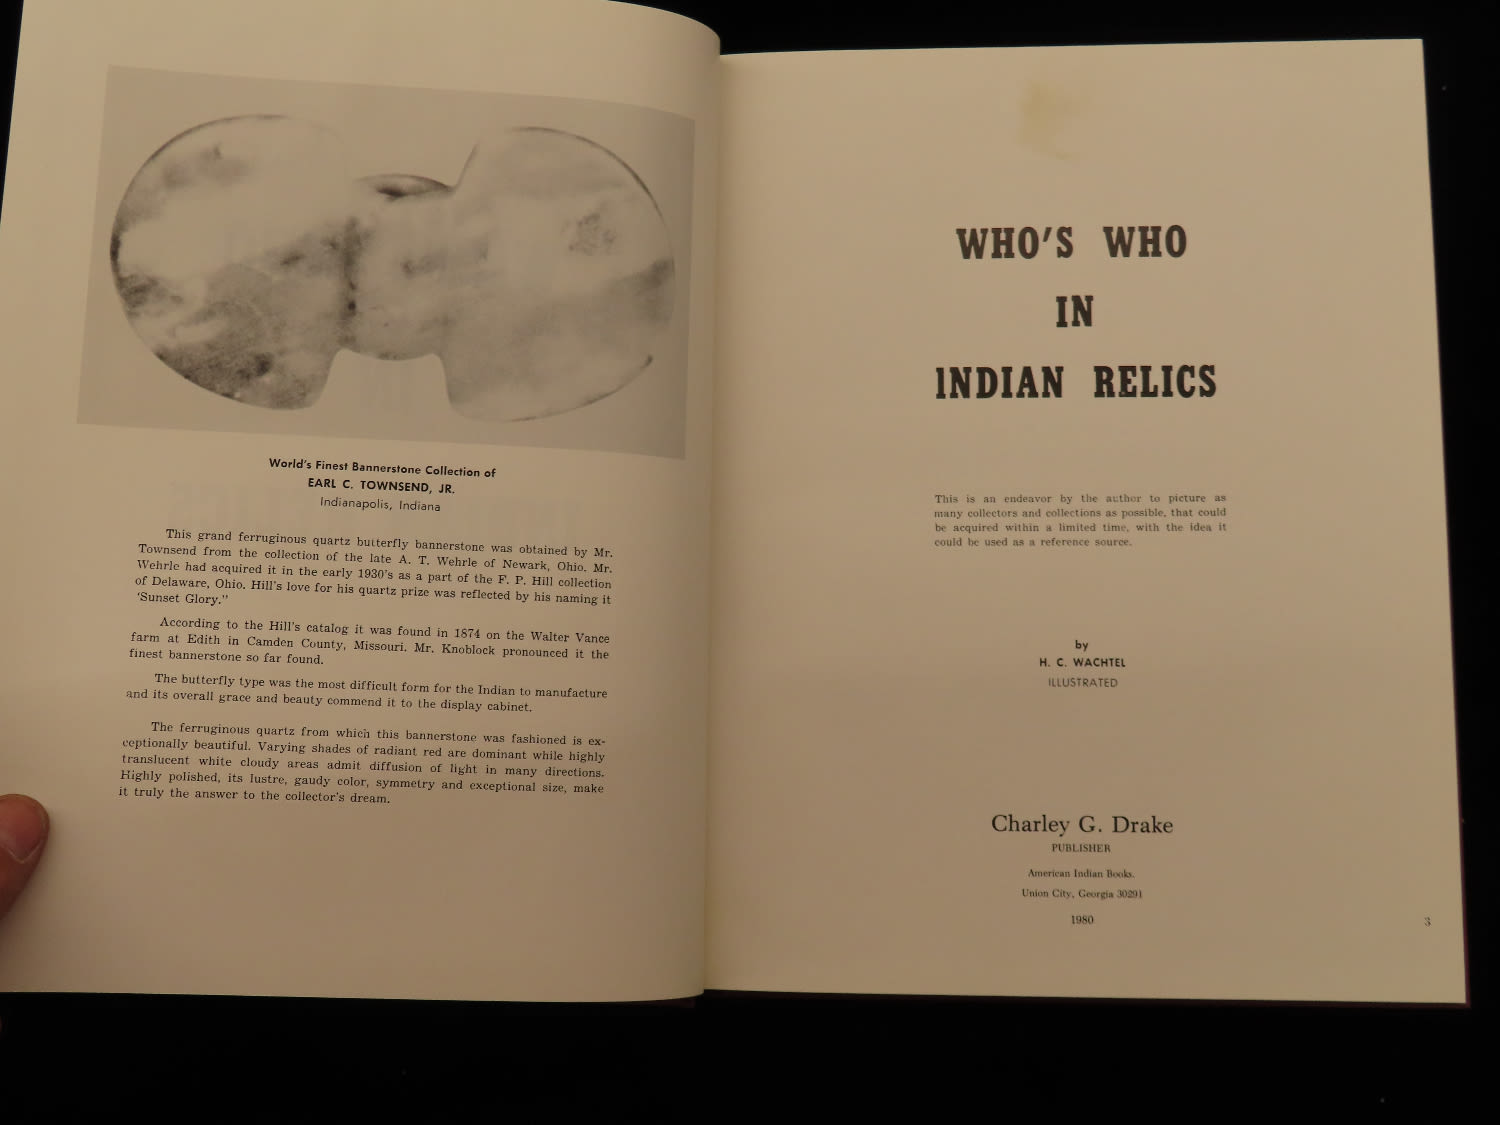 World's Finest Bannerstone Collection of
EARL C. TOWNSEND, JR.
Indianapolis, Indiana
This grand ferruginous quartz butterfly bannerstone was obtained by Mr.
Townsend from the collection of the late A. T. Wehrle of Newark, Ohio. Mr.
Wehrle had acquired it in the early 1930's as a part of the F. P. Hill collection
of Delaware, Ohio. Hill's love for his quartz prize was reflected by his naming it
'Sunset Glory."
According to the Hill's catalog it was found in 1874 on the Walter Vance
farm at Edith in Camden County, Missouri. Mr. Knoblock pronounced it the
finest bannerstone so far found.
The butterfly type was the most difficult form for the Indian to manufacture
and its overall grace and beauty commend it to the display cabinet.
The ferruginous quartz from which this bannerstone was fashioned is ex-
ceptionally beautiful. Varying shades of radiant red are dominant while highly
translucent white cloudy areas admit diffusion of light in many directions.
Highly polished, its lustre, gaudy color, symmetry and exceptional size, make
it truly the answer to the collector's dream.
WHO'S WHO
IN
INDIAN RELICS
This is an endeavor by the author to picture as
many collectors and collections as possible, that could
be acquired within a limited time, with the idea it
could be used as a reference source.
by
H. C. WACHTEL
ILLUSTRATED
Charley G. Drake
PUBLISHER
American Indian Books.
Union City, Georgia 30291
1980
3